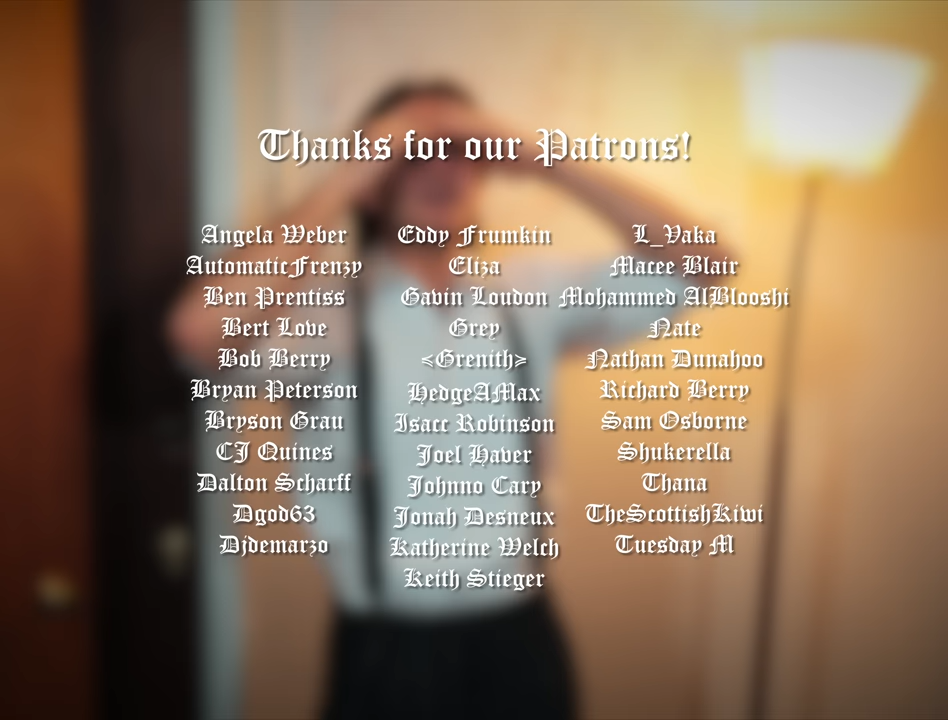 Thanks for our Patrons!
Angela Weber
AutomaticFrenzy
Ben Prentiss
Bert Love
Bob Berry
Bryan Peterson
Bryson Grau
CJ Quines
Dalton Scharff
Dgod63
Djdemarzo
Eddy Frumkin
Eliza
Gavin Loudon
Grey
<Grenith>
HedgeAMax
Isacc Robinson
Joel Haver
Johnno Cary
Jonah Desneux
Katherine Welch
Keith Stieger
L_Vaka
Macee Blair
Mohammed AlBlooshi
Nate
Nathan Dunahoo
Richard Berry
Sam Osborne
Shukerella
Thana
TheScottishKiwi
Tuesday M